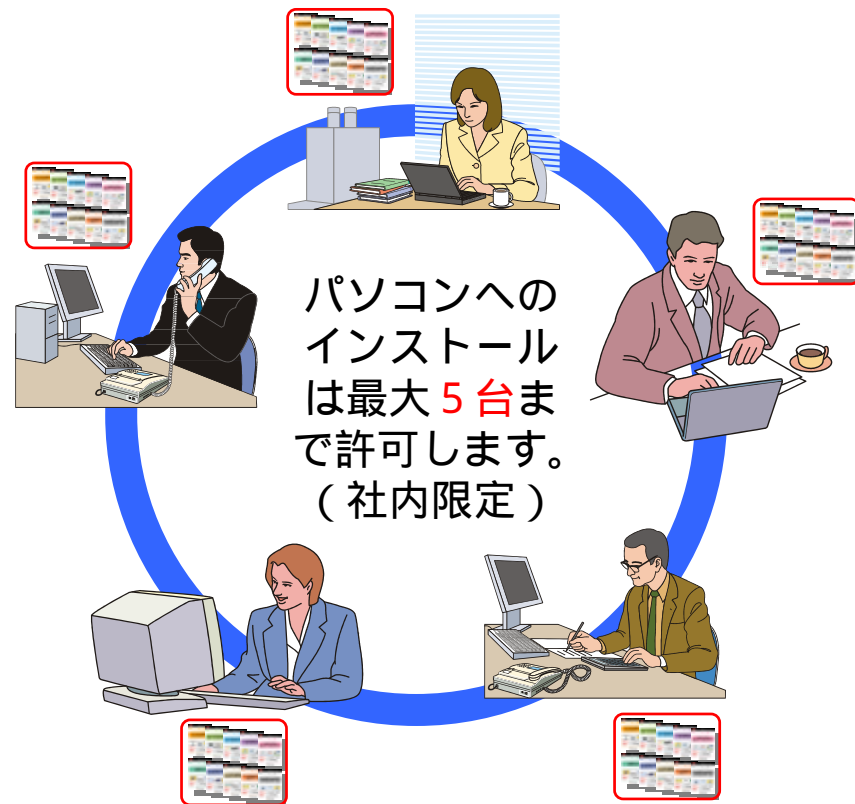 パソコンへの
インストール
は最大５台ま
で許可します。
（社内限定）